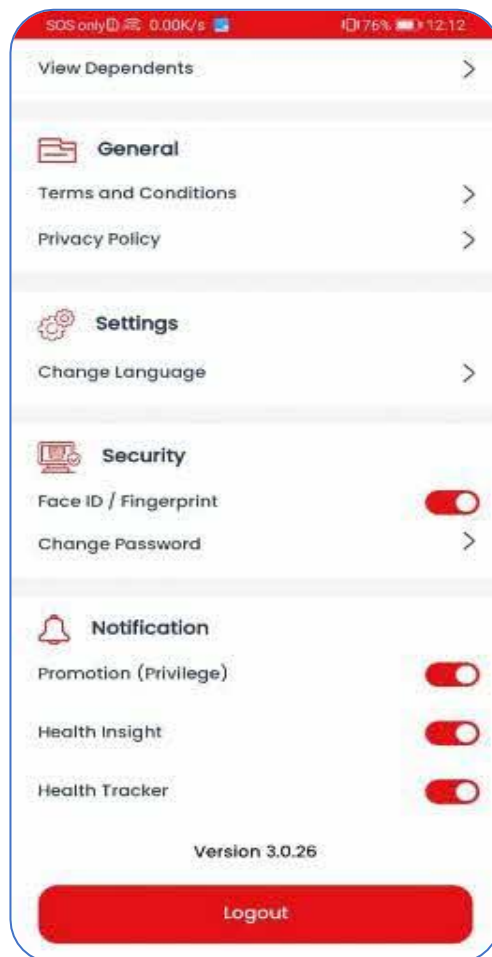 SOS only 0.00K/s 76% 12:12
View Dependents
General
Terms and Conditions
Privacy Policy
Settings
Change Language
Security
Face ID / Fingerprint
Change Password
Notification
Promotion (Privilege)
Health Insight
Health Tracker
Version 3.0.26
Logout